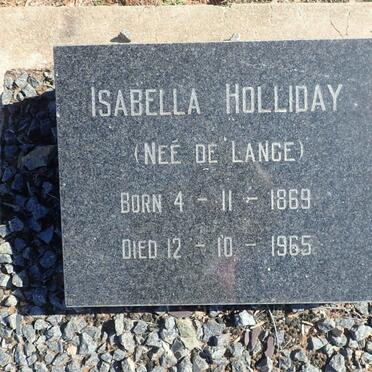 ISABELLA HOLLIDAY
(NEÉ DE LANGE)
BORN 4 - 11 - 1869
DIED 12 - 10 - 1965